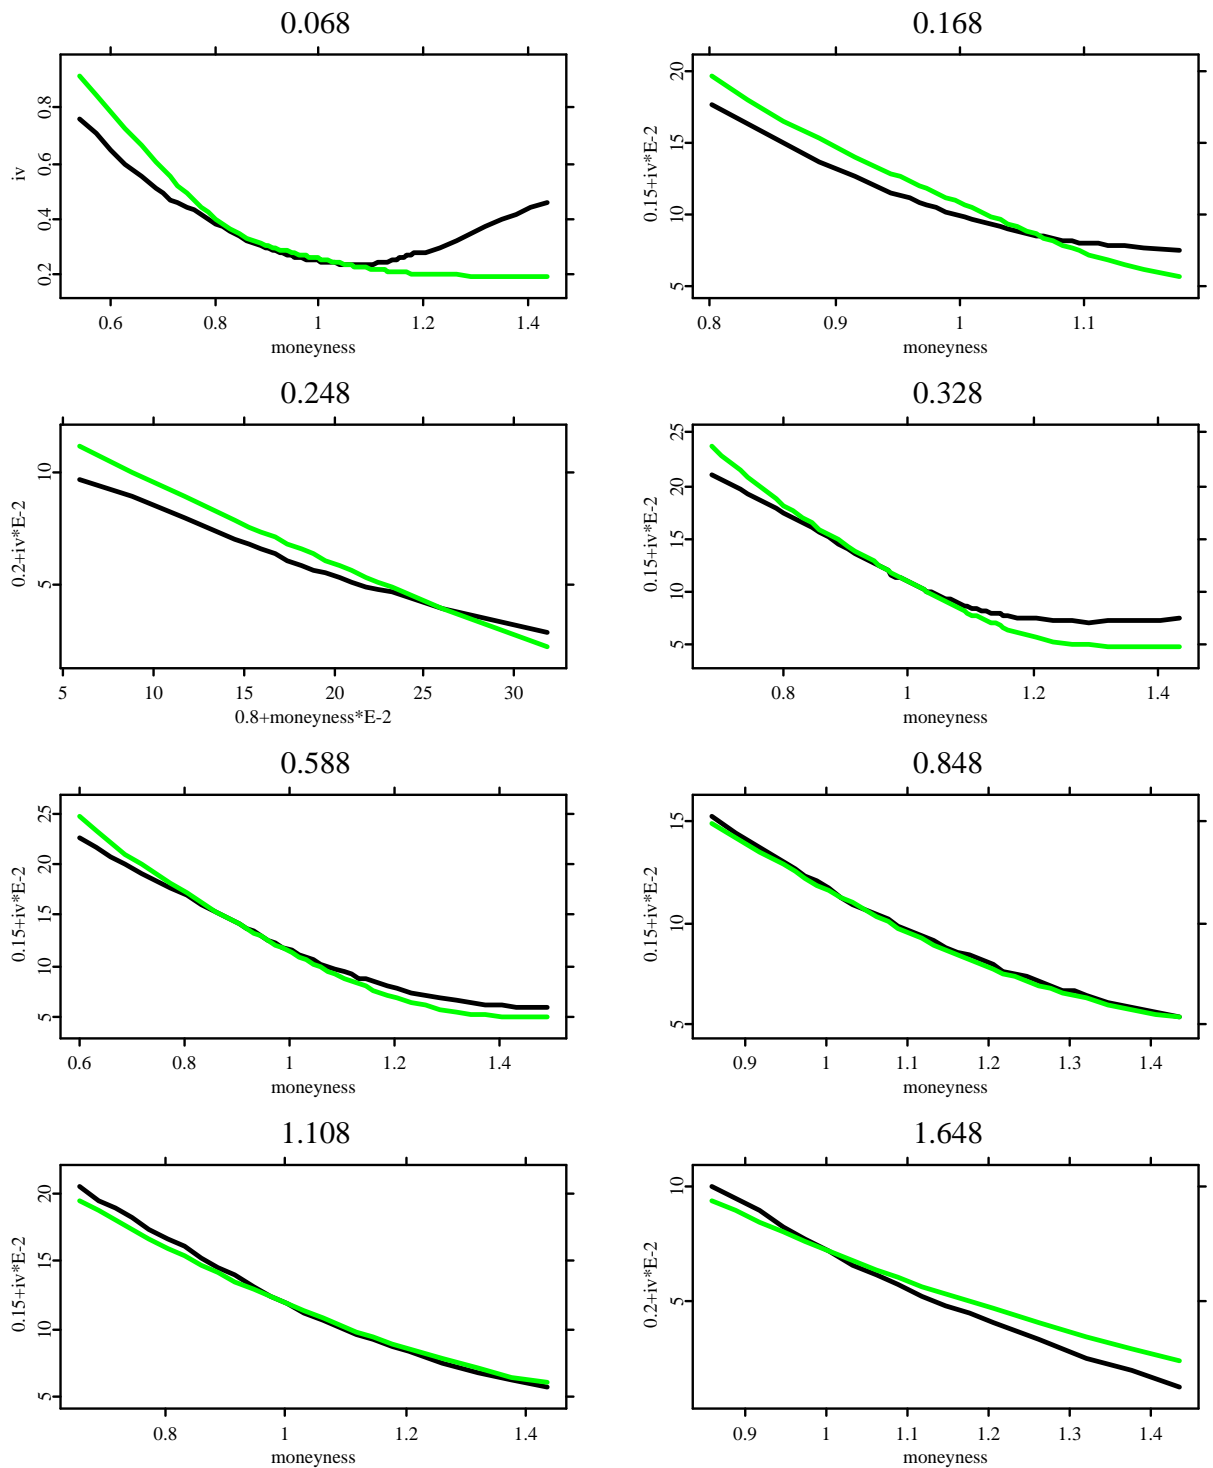 0.068
iv
0.2 0.4 0.6 0.8
0.6 0.8 1 1.2 1.4
moneyness
0.168
0.15+iv*E-2
5 10 15 20
0.8 0.9 1 1.1
moneyness
0.248
0.2+iv*E-2
5 10
5 10 15 20 25 30
0.8+moneyness*E-2
0.328
0.15+iv*E-2
5 10 15 20 25
0.8 1 1.2 1.4
moneyness
0.588
0.15+iv*E-2
5 10 15 20 25
0.6 0.8 1 1.2 1.4
moneyness
0.848
0.15+iv*E-2
5 10 15
0.9 1 1.1 1.2 1.3 1.4
moneyness
1.108
0.15+iv*E-2
5 10 15 20
0.8 1 1.2 1.4
moneyness
1.648
0.2+iv*E-2
5 10
0.9 1 1.1 1.2 1.3 1.4
moneyness